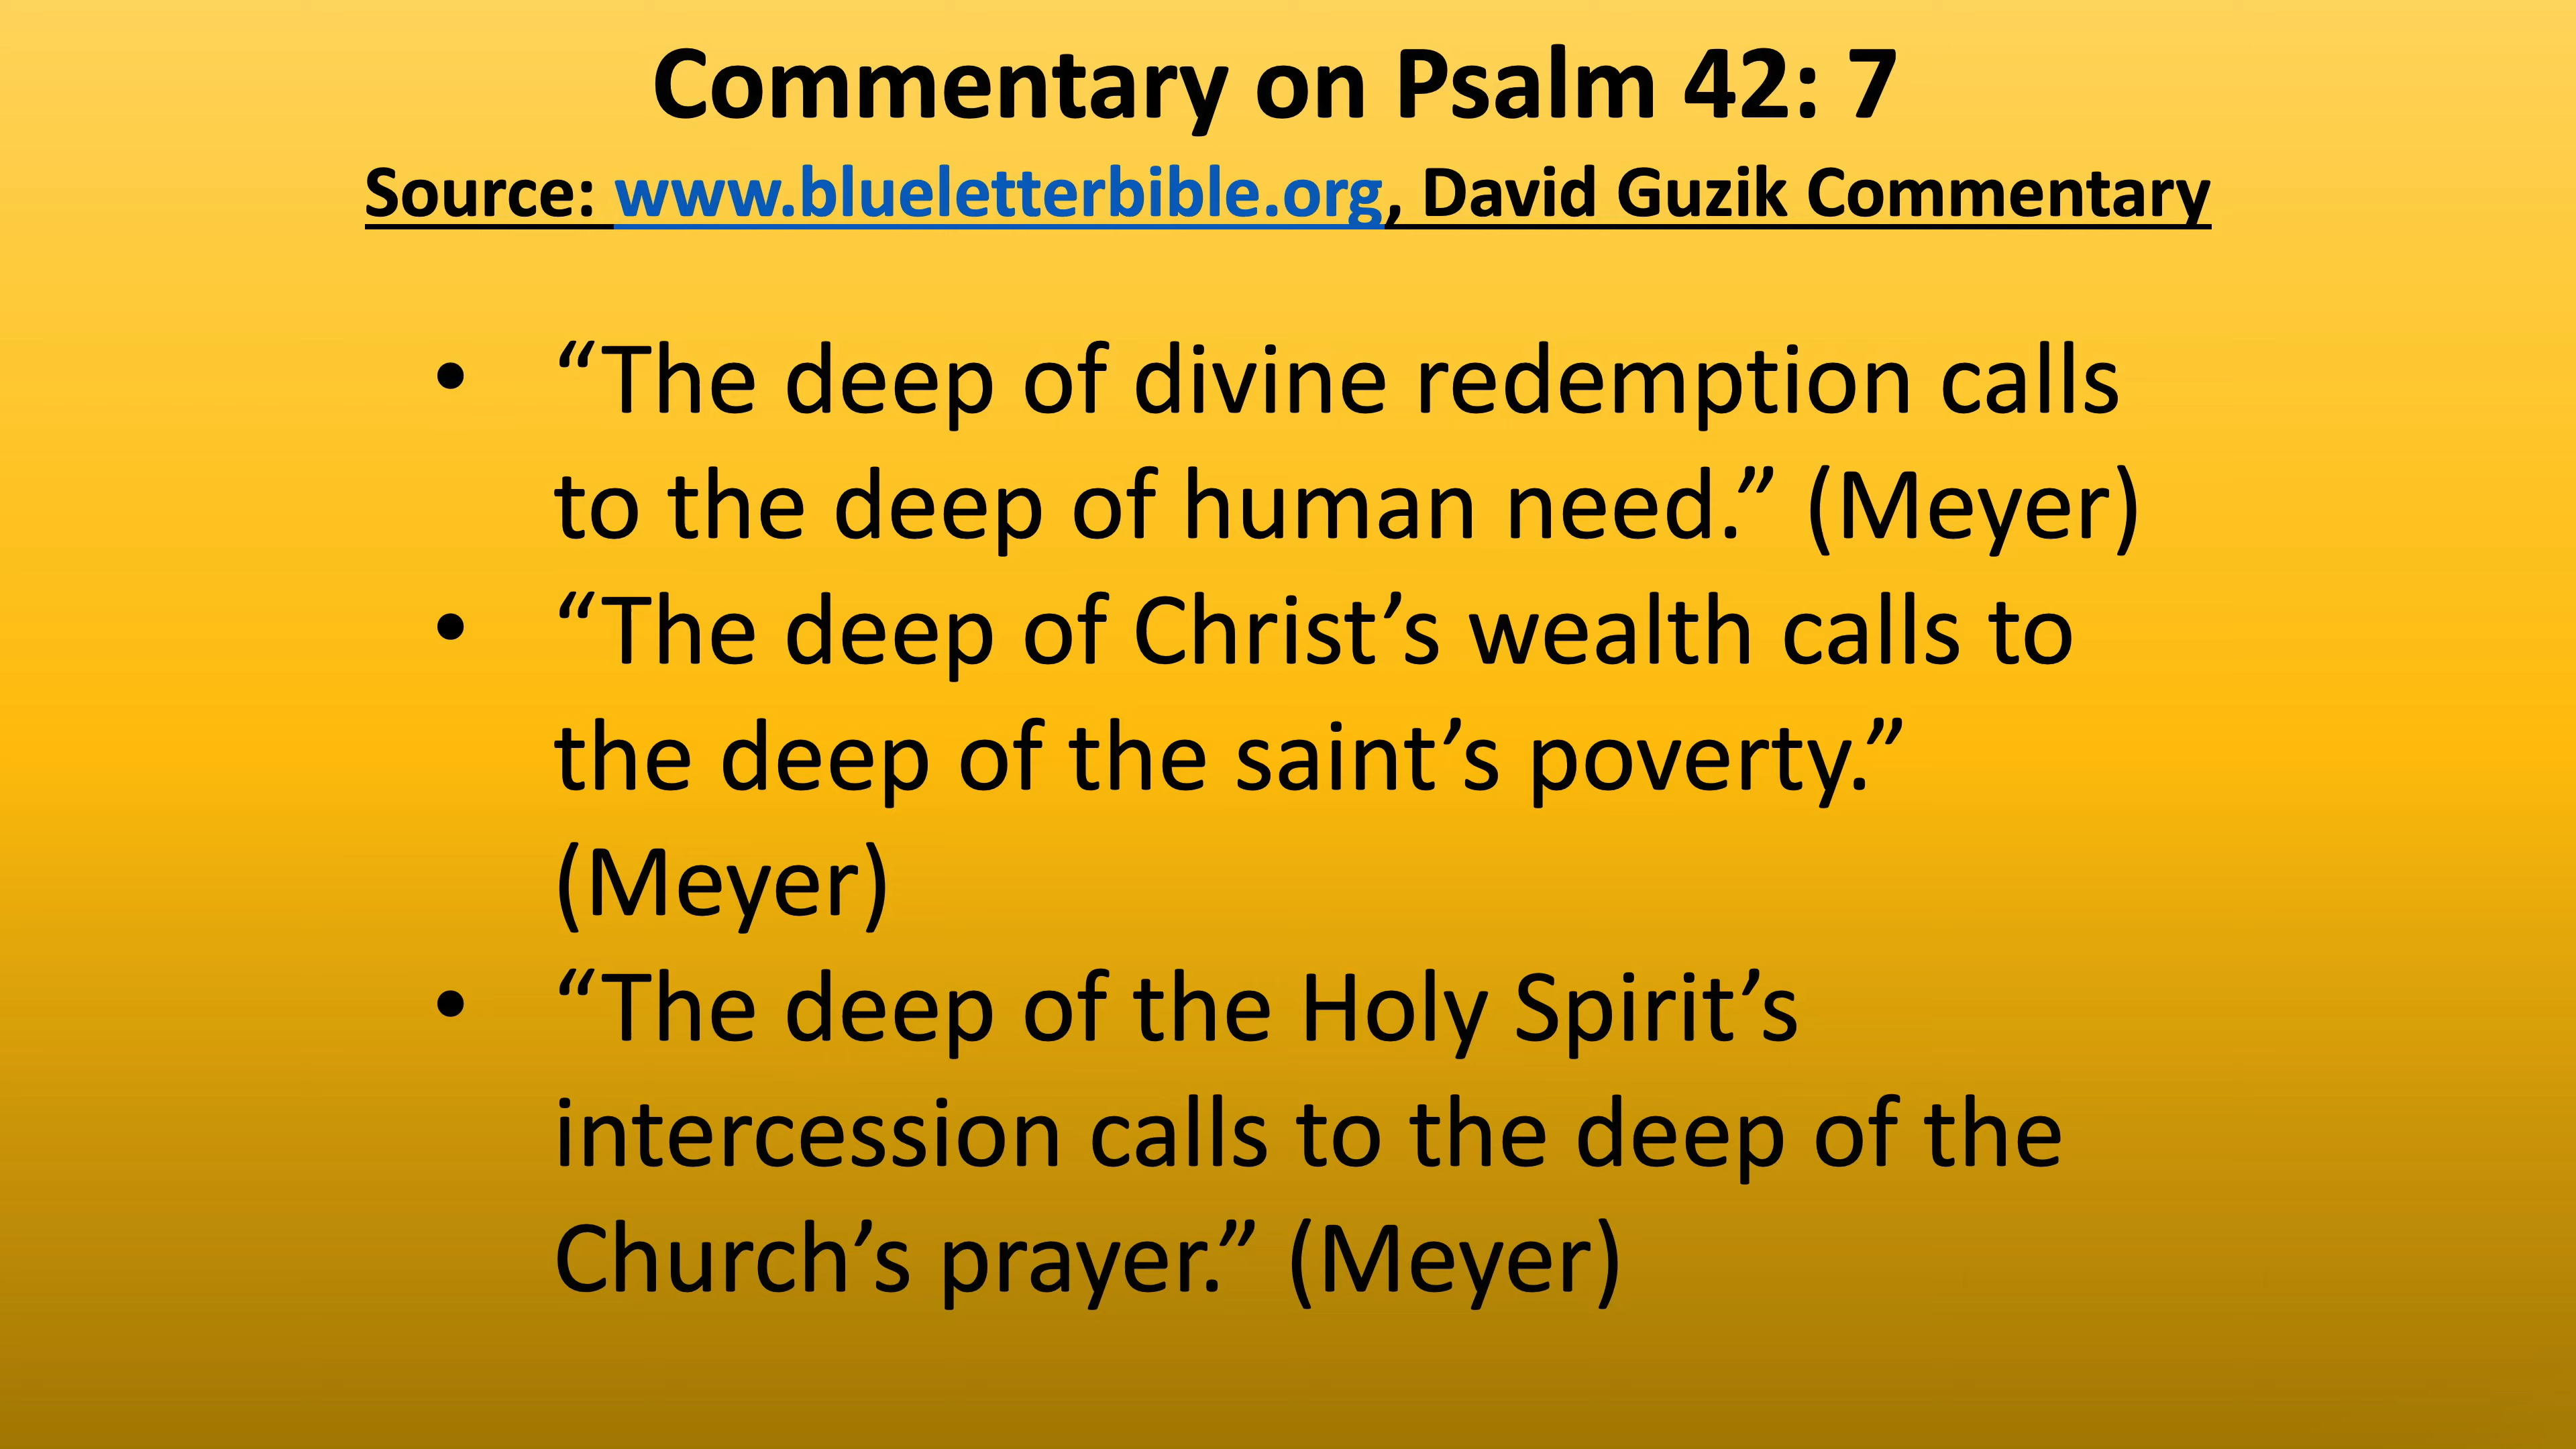 Commentary on Psalm 42: 7
Source: www.blueletterbible.org, David Guzik Commentary
• “The deep of divine redemption calls
to the deep of human need.” (Meyer)
• “The deep of Christ’s wealth calls to
the deep of the saint’s poverty.”
(Meyer)
• “The deep of the Holy Spirit’s
intercession calls to the deep of the
Church’s prayer.” (Meyer)